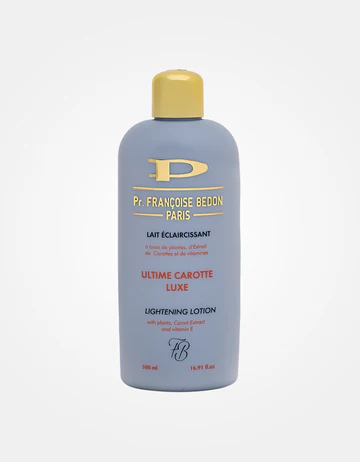 Pr. FRANÇOISE BEDON
PARIS
LAIT ÉCLAIRCISSANT
à base de plantes, d'Extrait
de Carottes et de vitamines
ULTIME CAROTTE
LUXE
LIGHTENING LOTION
with plants, Carrot Extract
and vitamin E
FB
500 ml 16.91 fl.oz